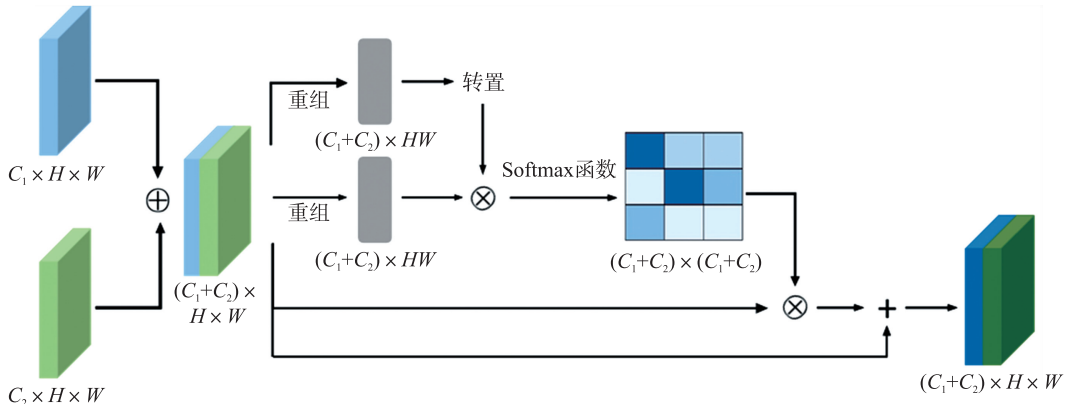 C₁×H×W
C₂×H×W
⊕
(C₁+C₂)×
H×W
重组
(C₁+C₂)×HW
转置
重组
(C₁+C₂)×HW
⊗
Softmax函数
(C₁+C₂)×(C₁+C₂)
⊗
+
(C₁+C₂)×H×W